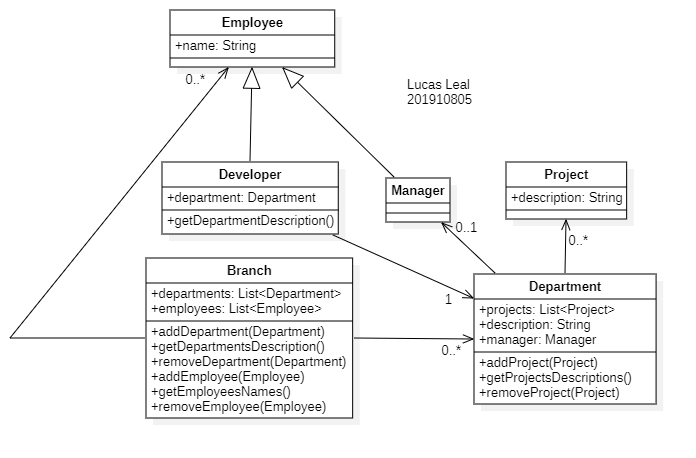 Employee
+name: String
0..*
Lucas Leal
201910805
Developer
+department: Department
+getDepartmentDescription()
Manager
Project
+description: String
0..1
0..*
Branch
+departments: List<Department>
+employees: List<Employee>
+addDepartment(Department)
+getDepartmentsDescription()
+removeDepartment(Department)
+addEmployee(Employee)
+getEmployeesNames()
+removeEmployee(Employee)
1
0..*
Department
+projects: List<Project>
+description: String
+manager: Manager
+addProject(Project)
+getProjectsDescriptions()
+removeProject(Project)